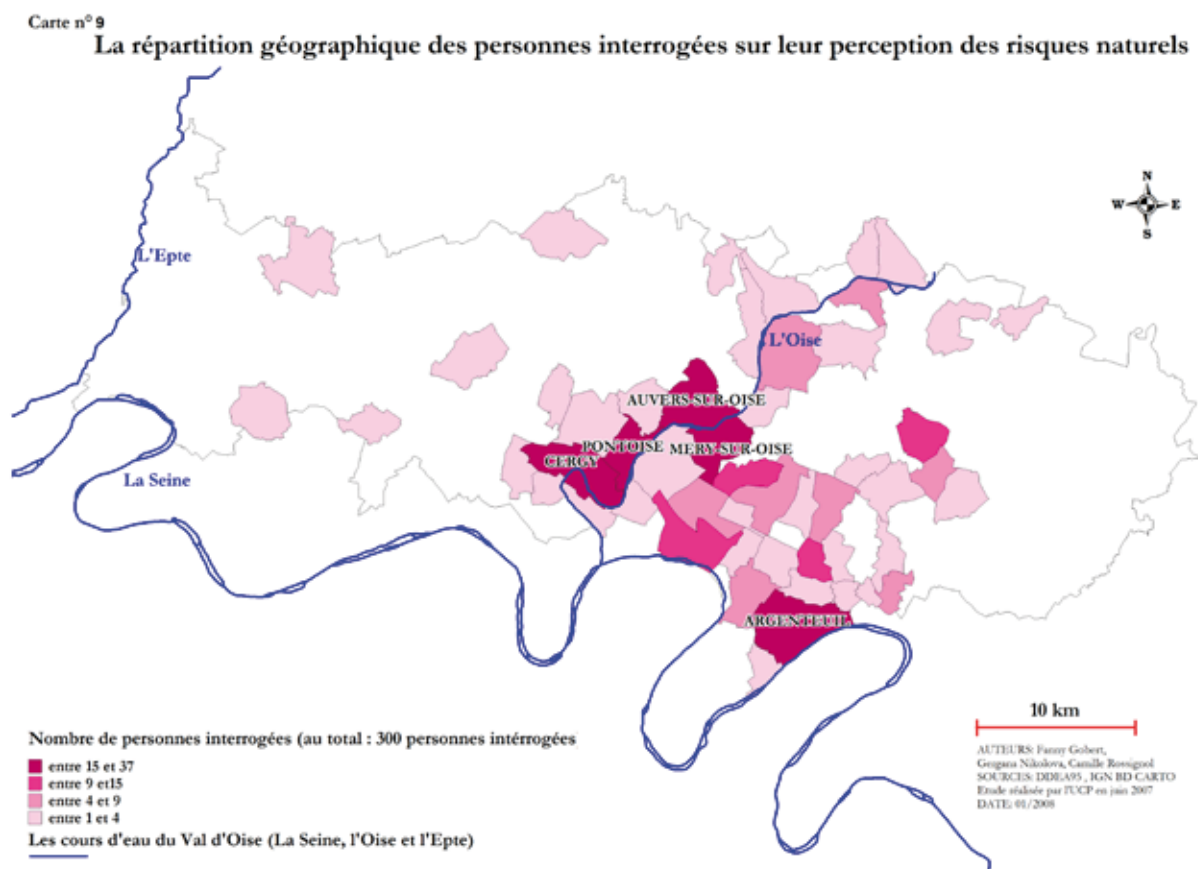 Carte n° 9
La répartition géographique des personnes interrogées sur leur perception des risques naturels
N
W E
S
L'Epte
L'Oise
AUVERS-SUR-OISE
PONTOISE
MERY-SUR-OISE
CERGY
La Seine
ARGENTEUIL
10 km
Nombre de personnes interrogées (au total : 300 personnes intérrogées
entre 15 et 37
entre 9 et15
entre 4 et 9
entre 1 et 4
Les cours d'eau du Val d'Oise (La Seine, l'Oise et l'Epte)
AUTEURS: Fanny Gobert,
Gergana Nikolova, Camille Rossignol
SOURCES: DDEA95 , IGN BD CARTO
Etude réalisée par l'UCP en juin 2007
DATE: 01/2008